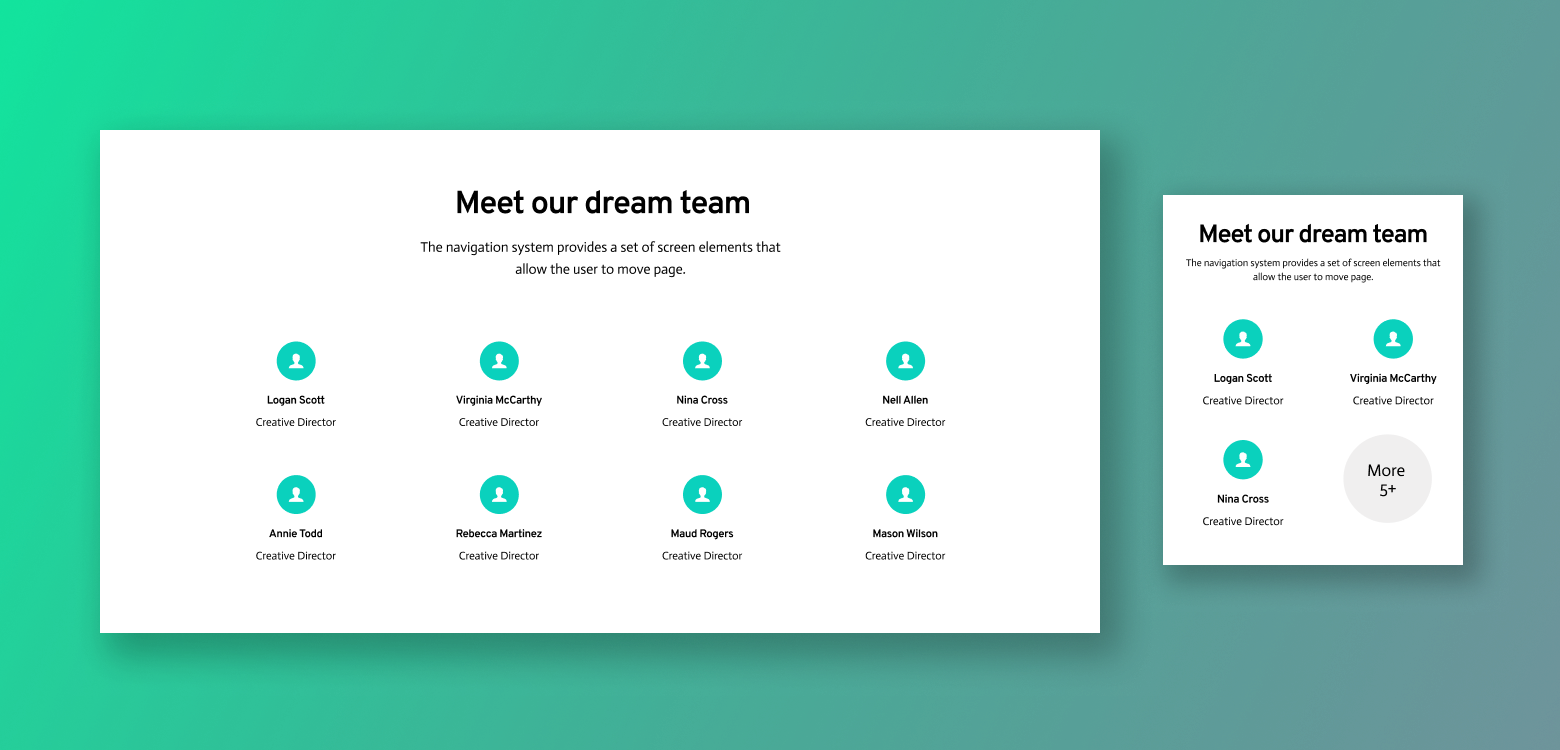 Meet our dream team
The navigation system provides a set of screen elements that
allow the user to move page.
Logan Scott
Creative Director
Virginia McCarthy
Creative Director
Nina Cross
Creative Director
Nell Allen
Creative Director
Annie Todd
Creative Director
Rebecca Martinez
Creative Director
Maud Rogers
Creative Director
Mason Wilson
Creative Director
Meet our dream team
The navigation system provides a set of screen elements that
allow the user to move page.
Logan Scott
Creative Director
Virginia McCarthy
Creative Director
Nina Cross
Creative Director
More
5+